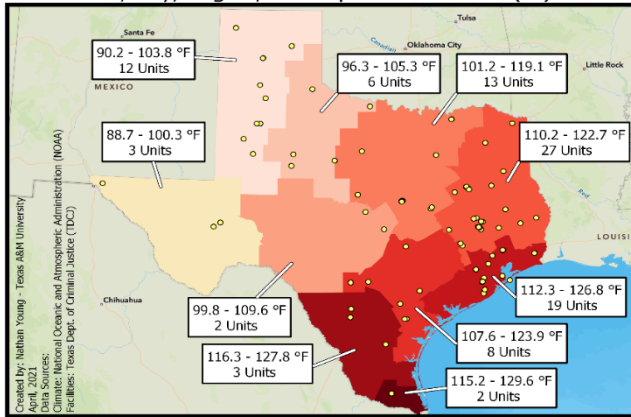 Santa Fe
Tulsa
Canadian
Oklahoma City
Little Rock
90.2 - 103.8 °F
12 Units
MEXICO
96.3 - 105.3 °F
6 Units
101.2 - 119.1 °F
13 Units
88.7 - 100.3 °F
3 Units
110.2 - 122.7 °F
27 Units
Red
LOUISI
Chihuahua
99.8 - 109.6 °F
2 Units
112.3 - 126.8 °F
19 Units
116.3 - 127.8 °F
3 Units
107.6 - 123.9 °F
8 Units
115.2 - 129.6 °F
2 Units
Created by: Nathan Young - Texas A&M University
April, 2021
Data Sources:
Climate: National Oceanic and Atmospheric Administration (NOAA)
Facilities: Texas Dept. of Criminal Justice (TDCJ)